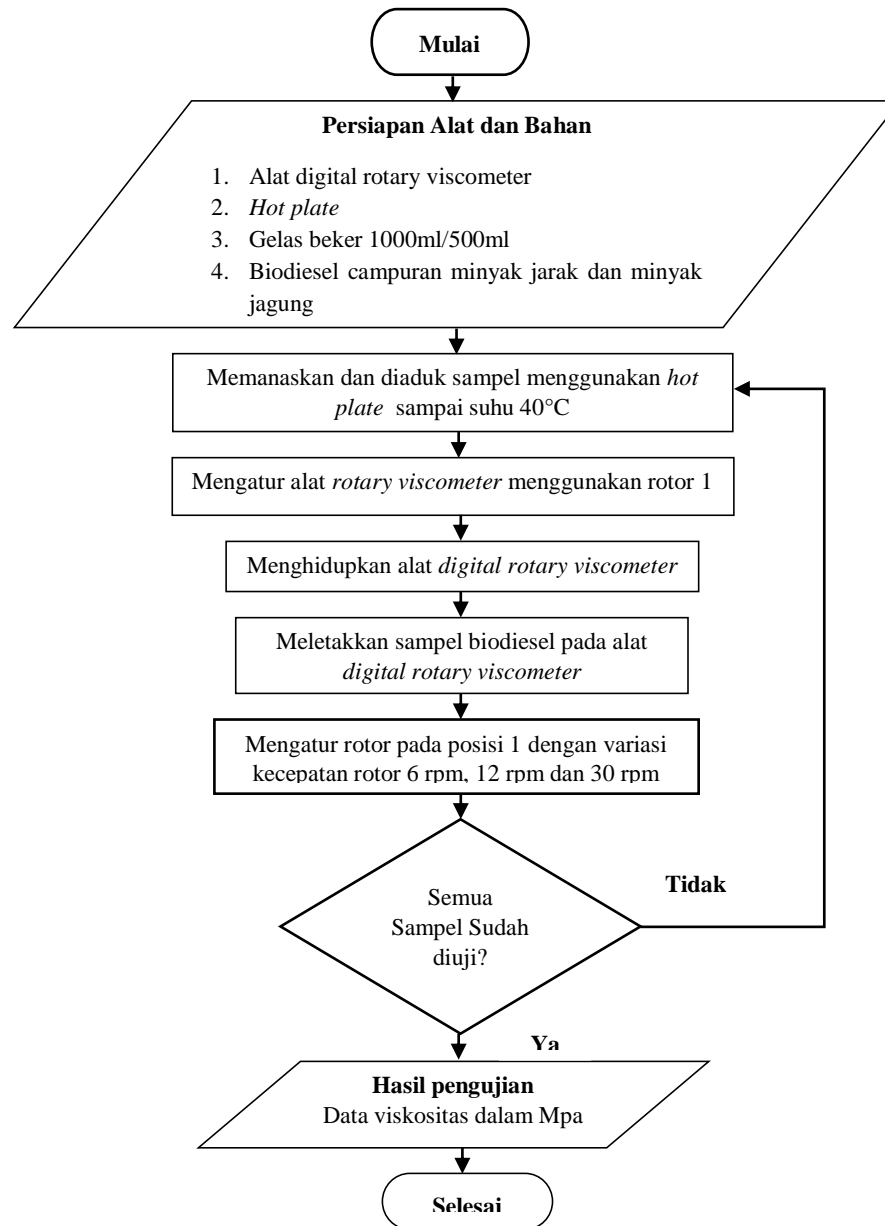 Mulai
Persiapan Alat dan Bahan
1. Alat digital rotary viscometer
2. Hot plate
3. Gelas beker 1000ml/500ml
4. Biodiesel campuran minyak jarak dan minyak
jagung
Memanaskan dan diaduk sampel menggunakan hot
plate sampai suhu 40°C
Mengatur alat rotary viscometer menggunakan rotor 1
Menghidupkan alat digital rotary viscometer
Meletakkan sampel biodiesel pada alat
digital rotary viscometer
Mengatur rotor pada posisi 1 dengan variasi
kecepatan rotor 6 rpm, 12 rpm dan 30 rpm
Semua
Sampel Sudah
diuji?
Tidak
Ya
Hasil pengujian
Data viskositas dalam Mpa
Selesai